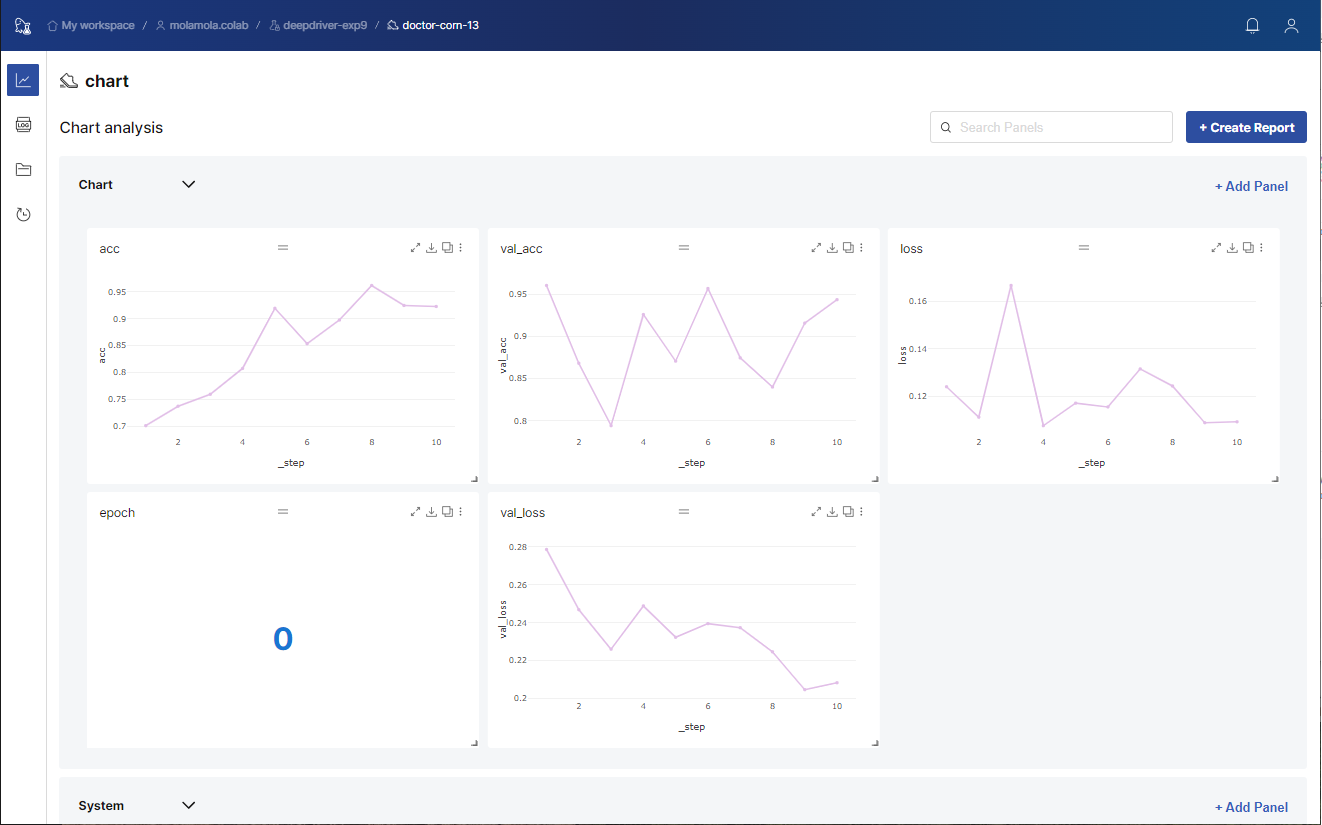 My workspace / molamola.colab / deepdriver-exp9 / doctor-corn-13
chart
LOG
Chart analysis
Search Panels
+ Create Report
Chart
+ Add Panel
acc
0.95
0.9
0.85
0.8
0.75
0.7
acc
2 4 6 8 10
_step
val_acc
0.95
0.9
0.85
0.8
val_acc
2 4 6 8 10
_step
loss
0.16
0.14
0.12
loss
2 4 6 8 10
_step
epoch
0
val_loss
0.28
0.26
0.24
0.22
0.2
val_loss
2 4 6 8 10
_step
System
+ Add Panel